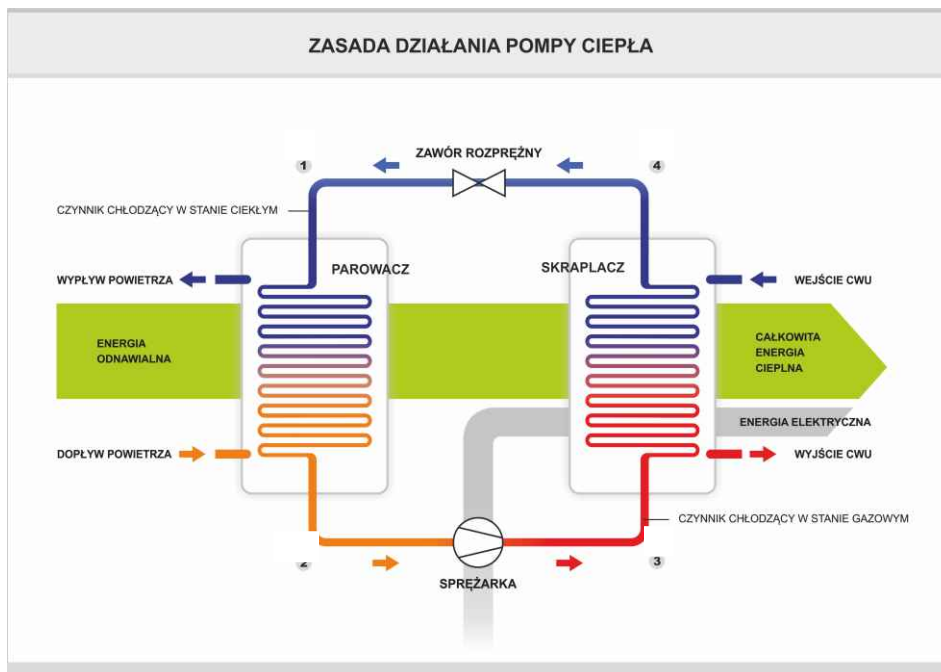 ZASADA DZIAŁANIA POMPY CIEPŁA
1
ZAWÓR ROZPRĘŻNY
4
CZYNNIK CHŁODZĄCY W STANIE CIEKŁYM
PAROWACZ
SKRAPLACZ
WYPŁYW POWIETRZA
WEJŚCIE CWU
ENERGIA
ODNAWIALNA
CAŁKOWITA
ENERGIA
CIEPLNA
ENERGIA ELEKTRYCZNA
DOPŁYW POWIETRZA
WYJŚCIE CWU
CZYNNIK CHŁODZĄCY W STANIE GAZOWYM
2
3
SPRĘŻARKA